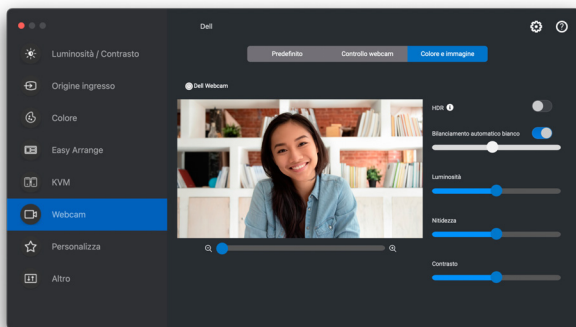 Dell
Luminosità / Contrasto
Origine ingresso
Colore
Easy Arrange
KVM
Webcam
Personalizza
Altro
Predefinito
Controllo webcam
Colore e immagine
Dell Webcam
HDR
Bilanciamento automatico bianco
Luminosità
Nitidezza
Contrasto